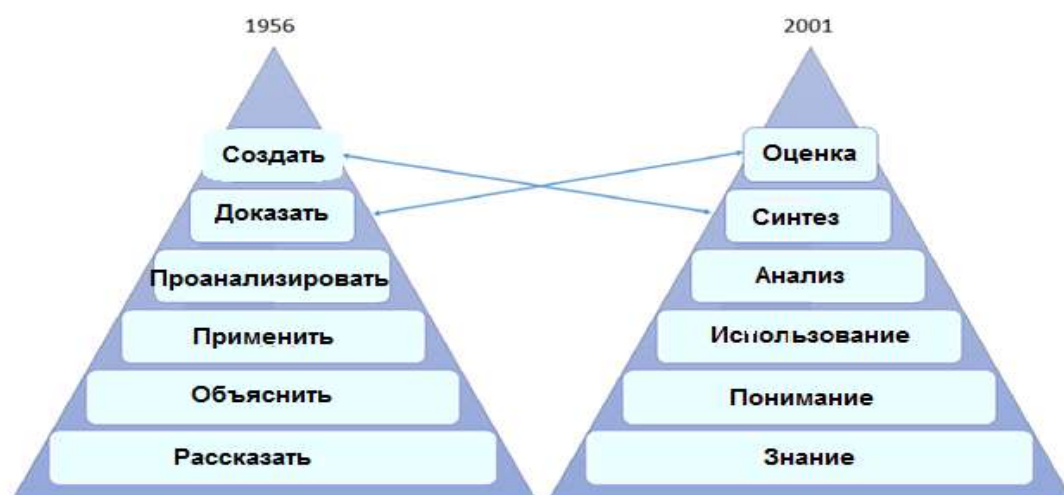 1956
Создать
Доказать
Проанализировать
Применить
Объяснить
Рассказать
2001
Оценка
Синтез
Анализ
Использование
Понимание
Знание